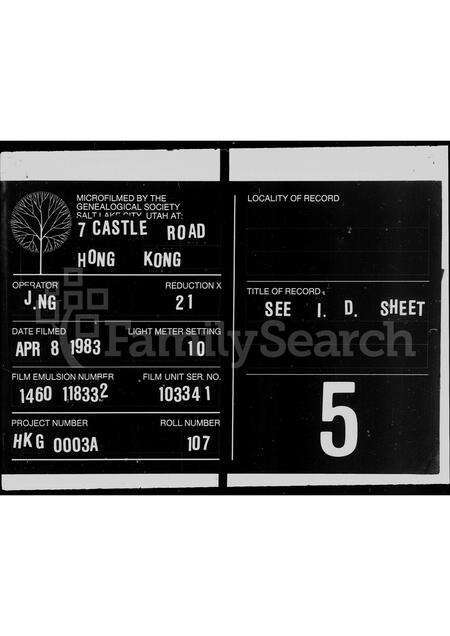 MICROFILMED BY THE
GENEALOGICAL SOCIETY
SALT LAKE CITY, UTAH AT:
7 CASTLE ROAD
HONG KONG
OPERATOR REDUCTION X
J.NG 21
DATE FILMED LIGHT METER SETTING
APR 8 1983 10
FILM EMULSION NUMBER FILM UNIT SER. NO.
1460 118332 103341
PROJECT NUMBER ROLL NUMBER
HKG 0003A 107
LOCALITY OF RECORD
TITLE OF RECORD
SEE I. D. SHEET
5
FamilySearch